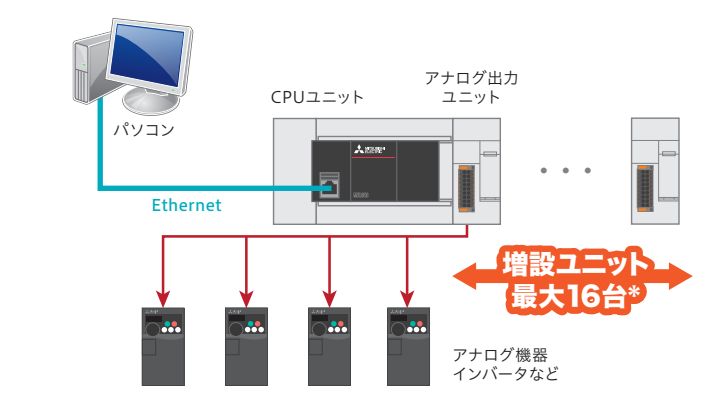 アナログ出力
ユニット
CPUユニット
パソコン
MITSUBISHI
ELECTRIC
Ethernet
増設ユニット
最大16台*
アナログ機器
インバータなど